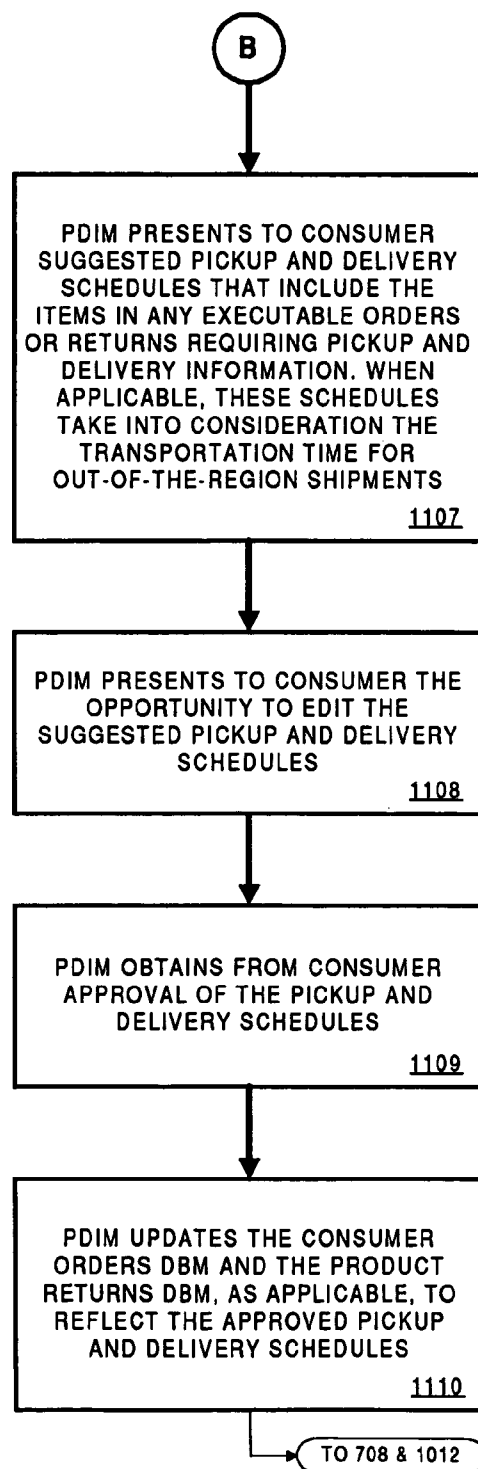 B
PDIM PRESENTS TO CONSUMER
SUGGESTED PICKUP AND DELIVERY
SCHEDULES THAT INCLUDE THE
ITEMS IN ANY EXECUTABLE ORDERS
OR RETURNS REQUIRING PICKUP AND
DELIVERY INFORMATION. WHEN
APPLICABLE, THESE SCHEDULES
TAKE INTO CONSIDERATION THE
TRANSPORTATION TIME FOR
OUT-OF-THE-REGION SHIPMENTS
1107
PDIM PRESENTS TO CONSUMER THE
OPPORTUNITY TO EDIT THE
SUGGESTED PICKUP AND DELIVERY
SCHEDULES
1108
PDIM OBTAINS FROM CONSUMER
APPROVAL OF THE PICKUP AND
DELIVERY SCHEDULES
1109
PDIM UPDATES THE CONSUMER
ORDERS DBM AND THE PRODUCT
RETURNS DBM, AS APPLICABLE, TO
REFLECT THE APPROVED PICKUP
AND DELIVERY SCHEDULES
1110
TO 708 & 1012